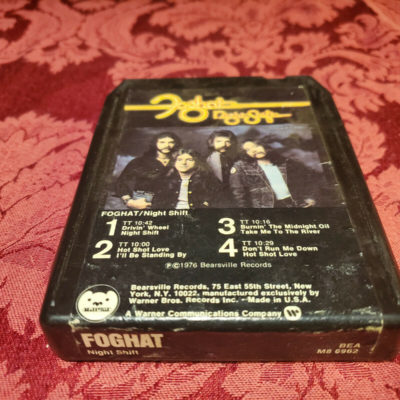 Foghat
Night Shift
FOGHAT/Night Shift
1 TT 10:42
Drivin' Wheel
Night Shift
2 TT 10:00
Hot Shot Love
I'll Be Standing By
3 TT 10:16
Burnin' The Midnight Oil
Take Me To The River
4 TT 10:29
Don't Run Me Down
Hot Shot Love
℗©1976 Bearsville Records
Bearsville Records, 75 East 55th Street, New
York, N.Y. 10022. manufactured exclusively by
Warner Bros. Records Inc. • Made in U.S.A.
A Warner Communications Company
BEARSVILLE
FOGHAT
Night Shift
BEA
M8 6962